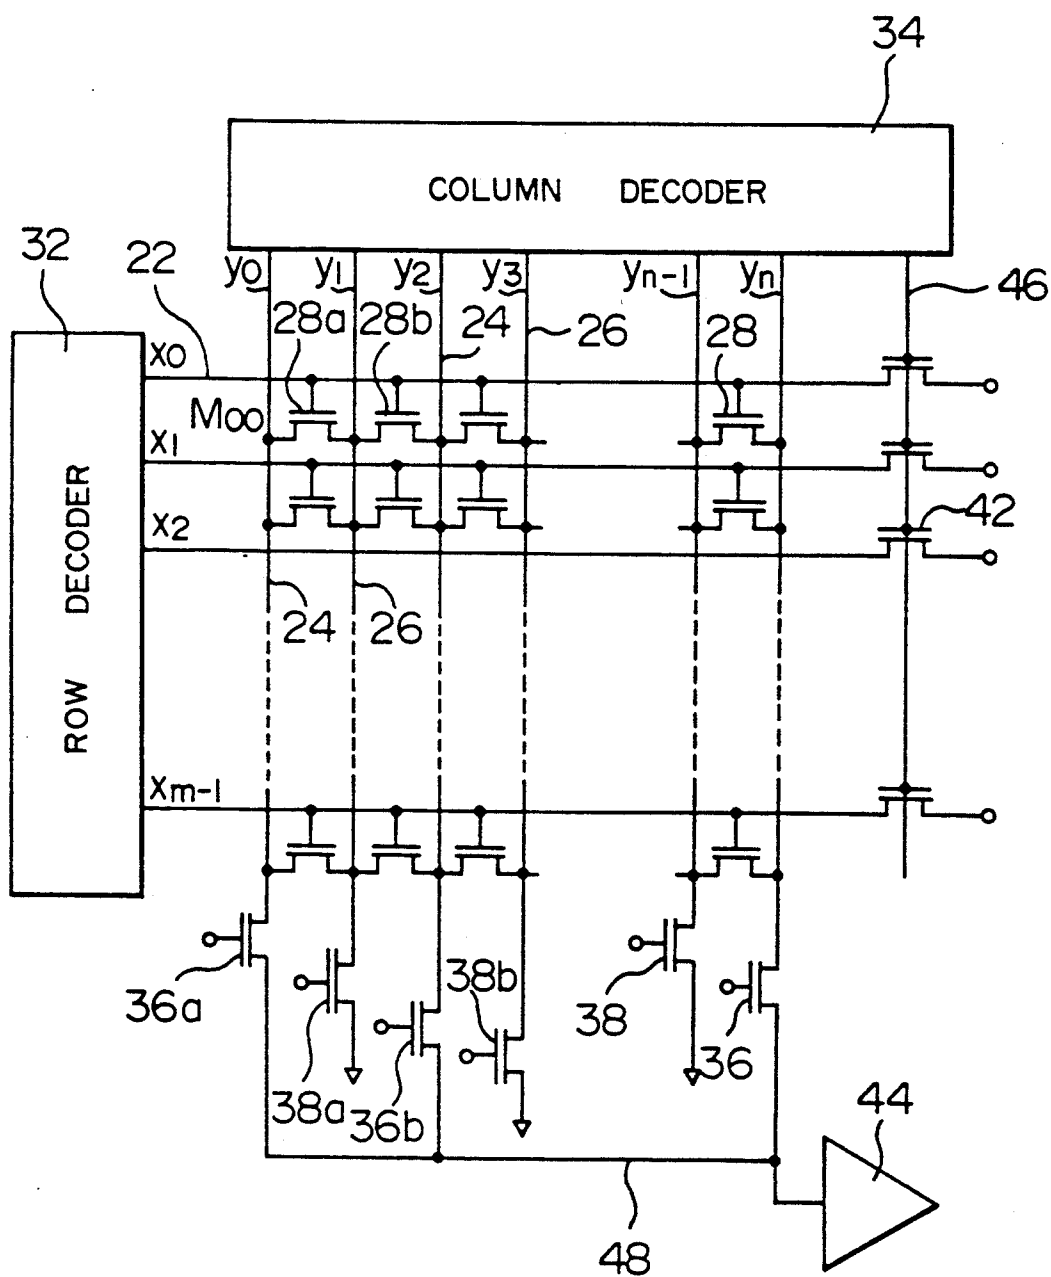 34
COLUMN DECODER
32
22
y0 y1 y2 y3 yn-1 yn
46
28a 28b 24 26 28
x0
M00
x1
ROW DECODER
x2
42
24 26
xm-1
36a
38b
38
36
38a
36b
44
48